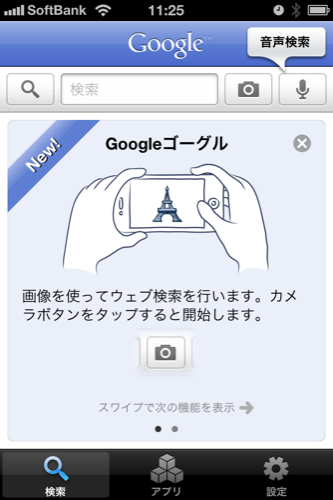 SoftBank 11:25
Google
音声検索
検索
New!
Googleゴーグル
画像を使ってウェブ検索を行います。カメ
ラボタンをタップすると開始します。
スワイプで次の機能を表示
検索 アプリ 設定